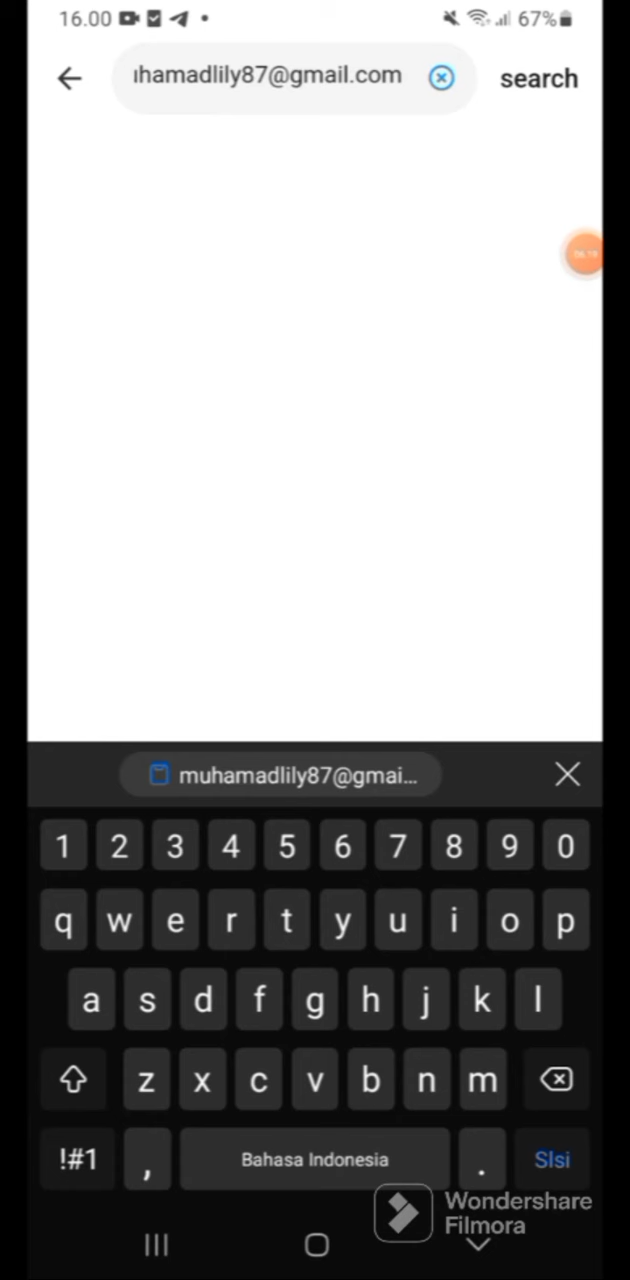 16.00 67%
ıhamadlily87@gmail.com search
muhamadlily87@gmai...
1 2 3 4 5 6 7 8 9 0
q w e r t y u i o p
a s d f g h j k l
z x c v b n m
!#1 , Bahasa Indonesia . Slsi
Wondershare
Filmora